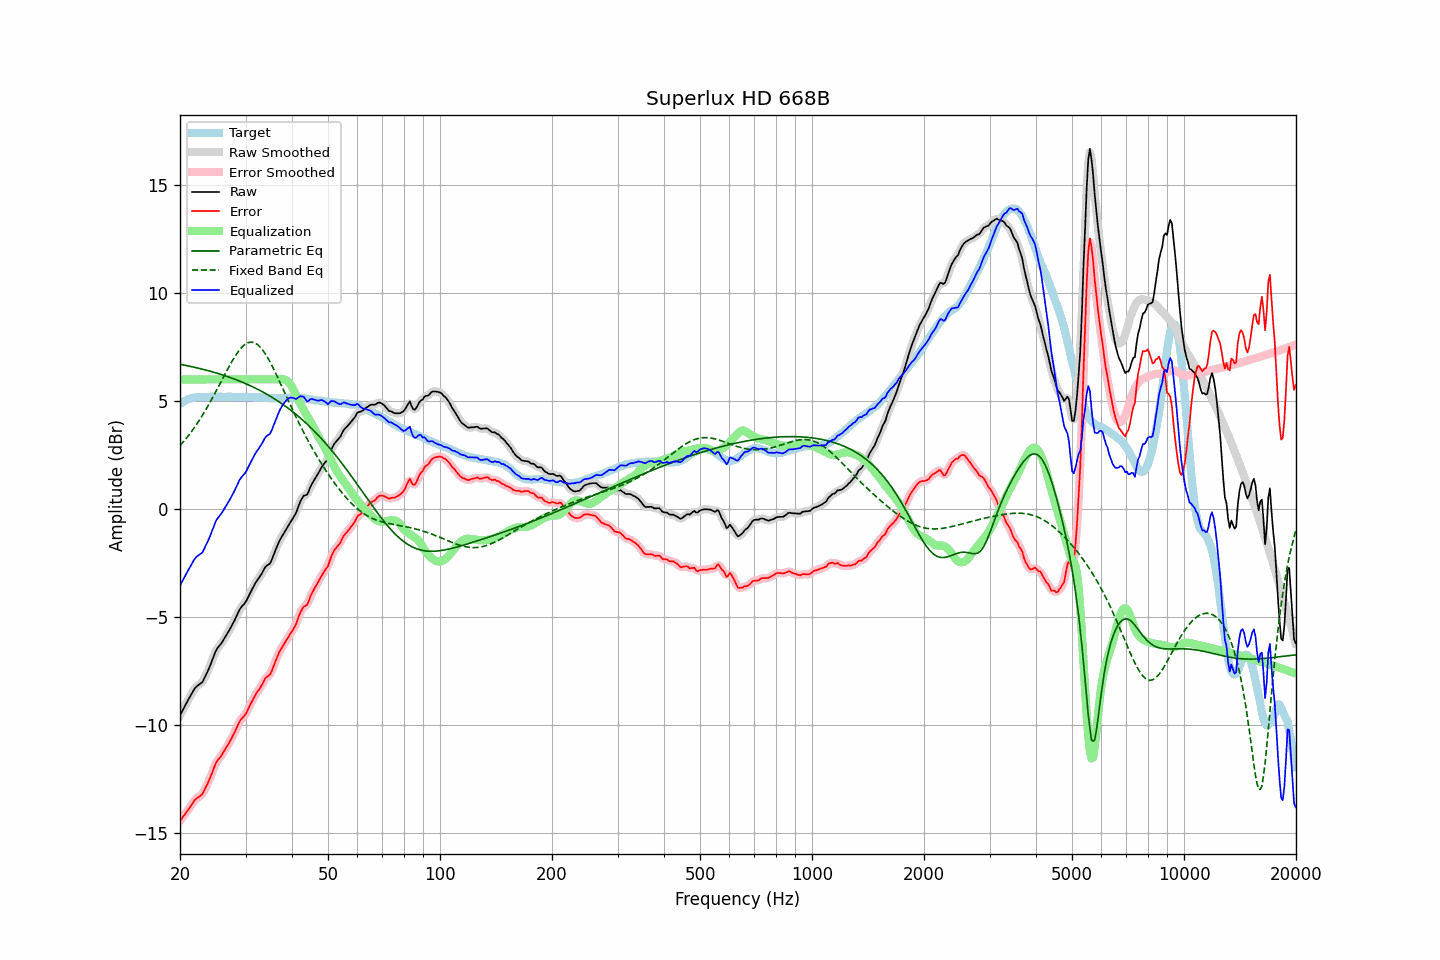 Superlux HD 668B
Target
Raw Smoothed
Error Smoothed
Raw
Error
Equalization
Parametric Eq
Fixed Band Eq
Equalized
Amplitude (dBr)
15
10
5
0
−5
−10
−15
20 50 100 200 500 1000 2000 5000 10000 20000
Frequency (Hz)